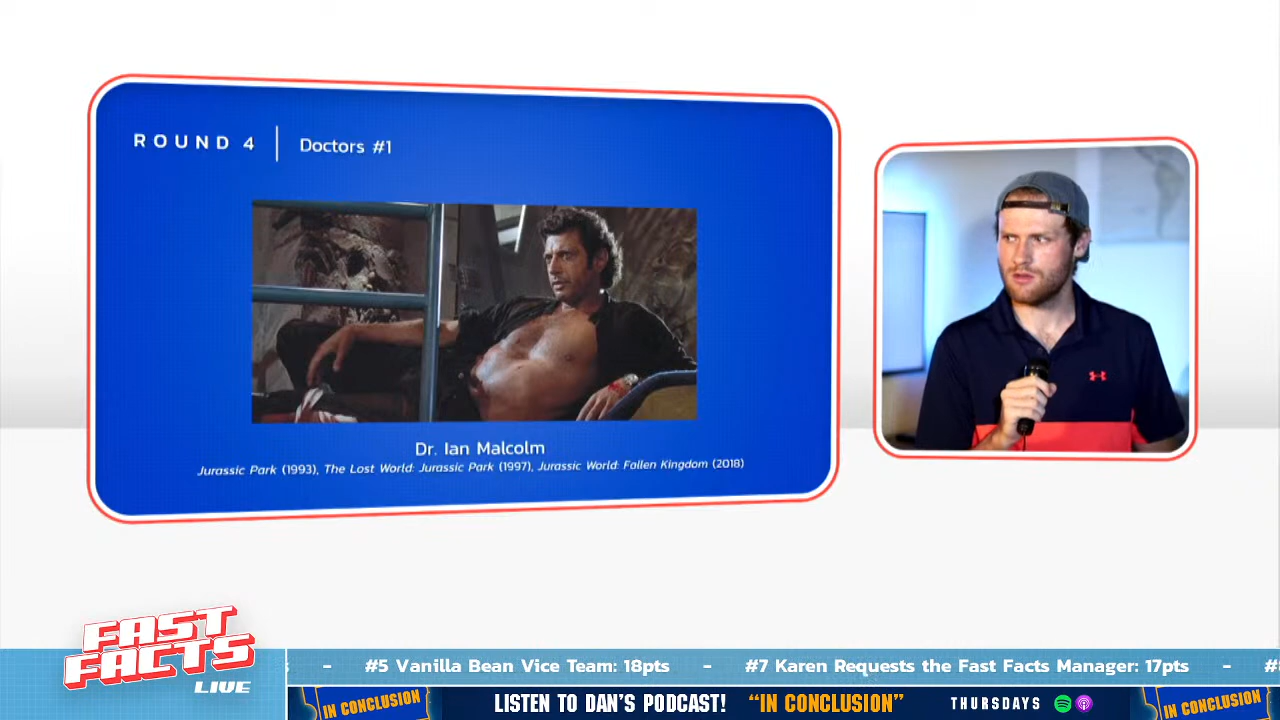 ROUND 4 | Doctors #1
Dr. Ian Malcolm
Jurassic Park (1993), The Lost World: Jurassic Park (1997), Jurassic World: Fallen Kingdom (2018)
FAST
FACTS
LIVE
- #5 Vanilla Bean Vice Team: 18pts - #7 Karen Requests the Fast Facts Manager: 17pts -
IN CONCLUSION LISTEN TO DAN'S PODCAST! "IN CONCLUSION" THURSDAYS IN CONCLUSION